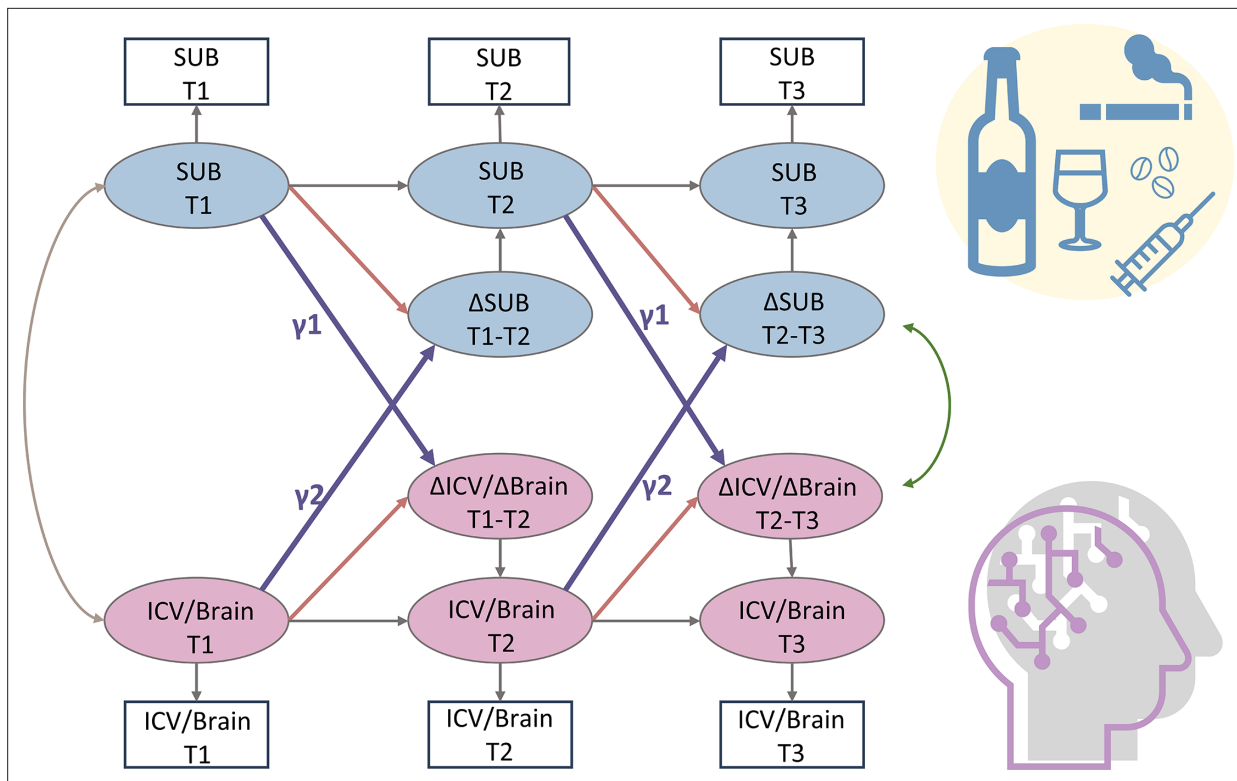 SUB
T1
SUB
T2
SUB
T3
SUB
T1
SUB
T2
SUB
T3
ΔSUB
T1-T2
ΔSUB
T2-T3
γ1
γ1
γ2
γ2
ΔICV/ΔBrain
T1-T2
ΔICV/ΔBrain
T2-T3
ICV/Brain
T1
ICV/Brain
T2
ICV/Brain
T3
ICV/Brain
T1
ICV/Brain
T2
ICV/Brain
T3